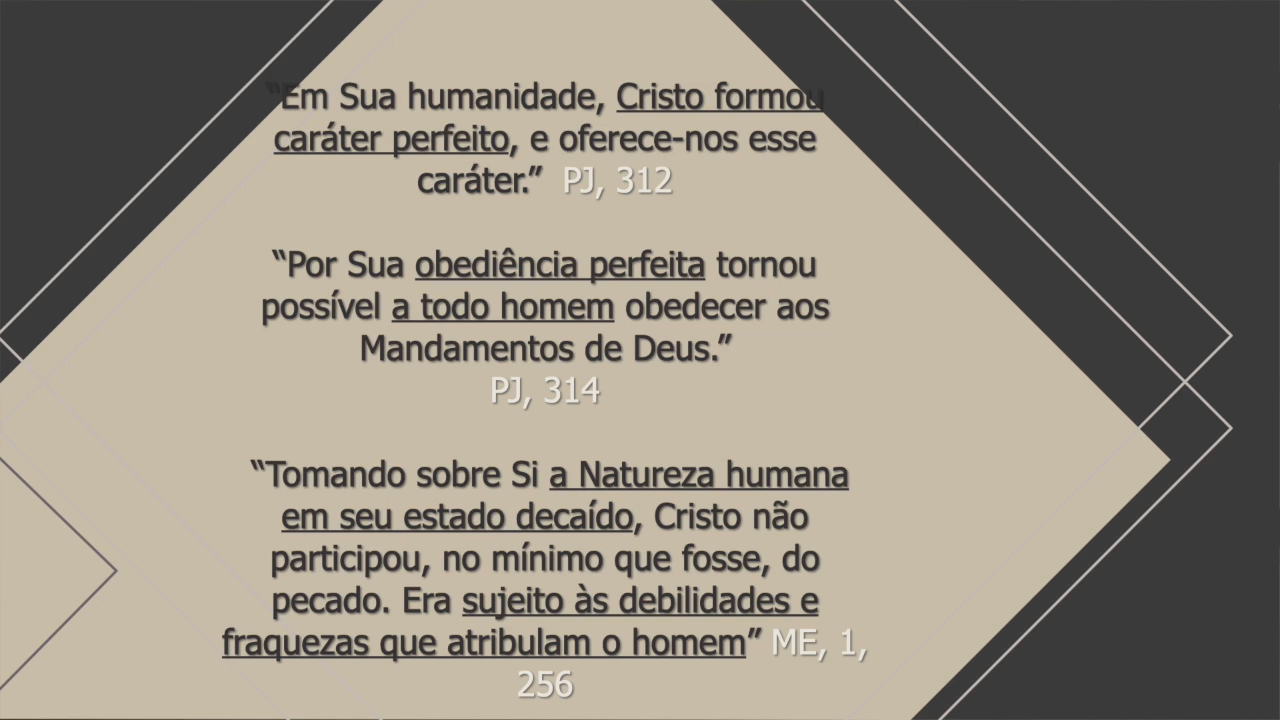 “Em Sua humanidade, Cristo formou
caráter perfeito, e oferece-nos esse
caráter.” PJ, 312
“Por Sua obediência perfeita tornou
possível a todo homem obedecer aos
Mandamentos de Deus.”
PJ, 314
“Tomando sobre Si a Natureza humana
em seu estado decaído, Cristo não
participou, no mínimo que fosse, do
pecado. Era sujeito às debilidades e
fraquezas que atribulam o homem” ME, 1,
256